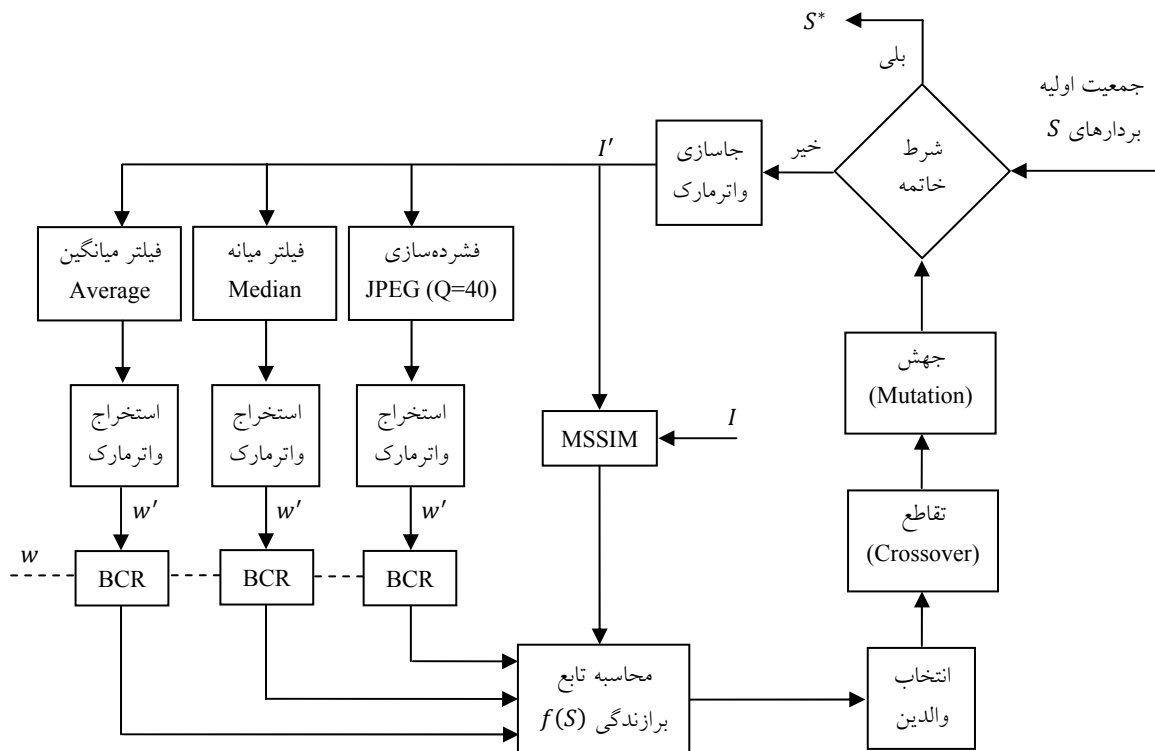 S*
بلی
جمعیت اولیه
بردارهای S
شرط
خاتمه
خیر
جاسازی
واترمارک
I′
فیلتر میانگین
Average
فیلتر میانه
Median
فشرده‌سازی
JPEG (Q=40)
استخراج
واترمارک
استخراج
واترمارک
استخراج
واترمارک
MSSIM
I
جهش
(Mutation)
w′
w′
w′
w
BCR
BCR
BCR
تقاطع
(Crossover)
محاسبه تابع
برازندگی f(S)
انتخاب
والدین